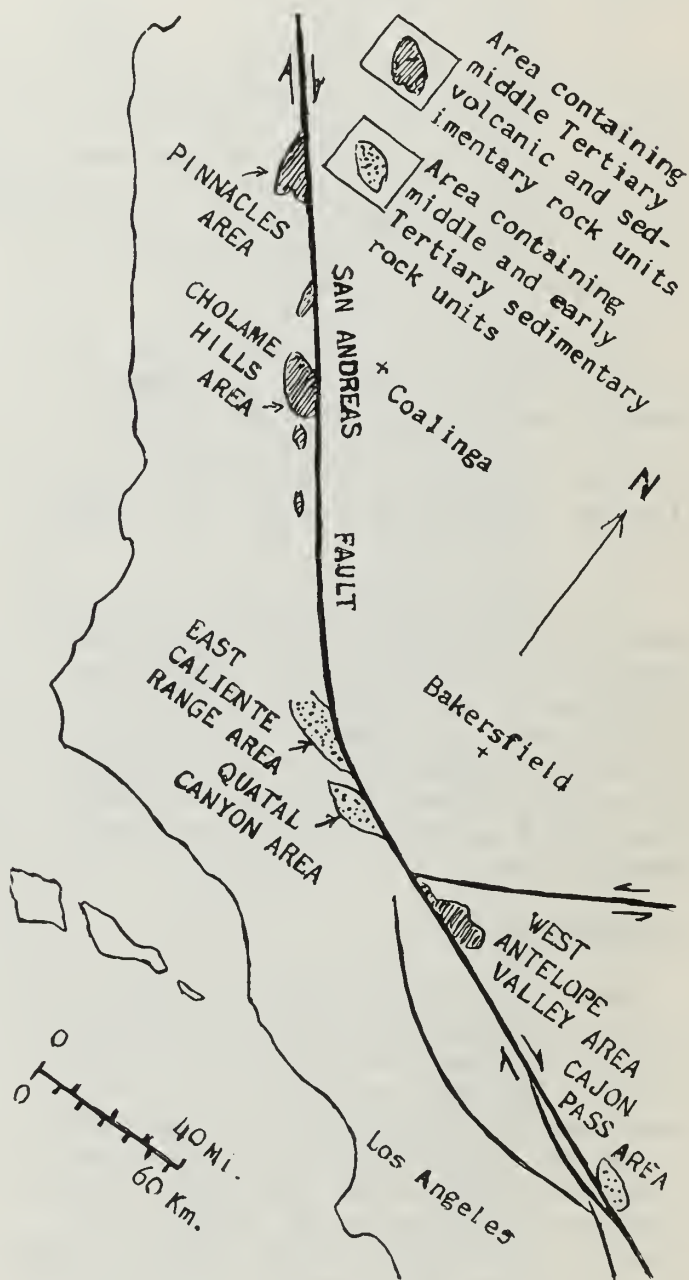 Area containing
middle Tertiary
volcanic and sed-
imentary rock units
Area containing
middle and early
Tertiary sedimentary
rock units
PINNACLES
AREA
SAN ANDREAS FAULT
CHOLAME
HILLS
AREA
Coalinga
N
EAST
CALIENTE
RANGE AREA
Bakersfield
QUATAL
CANYON AREA
WEST
ANTELOPE
VALLEY AREA
CAJON
PASS AREA
0
0
40 Mi.
60 Km.
Los Angeles